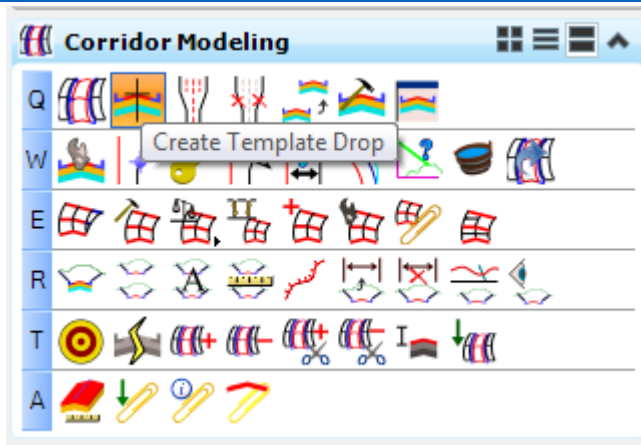 Corridor Modeling
Q
Create Template Drop
W
E
R
A
T
I
A